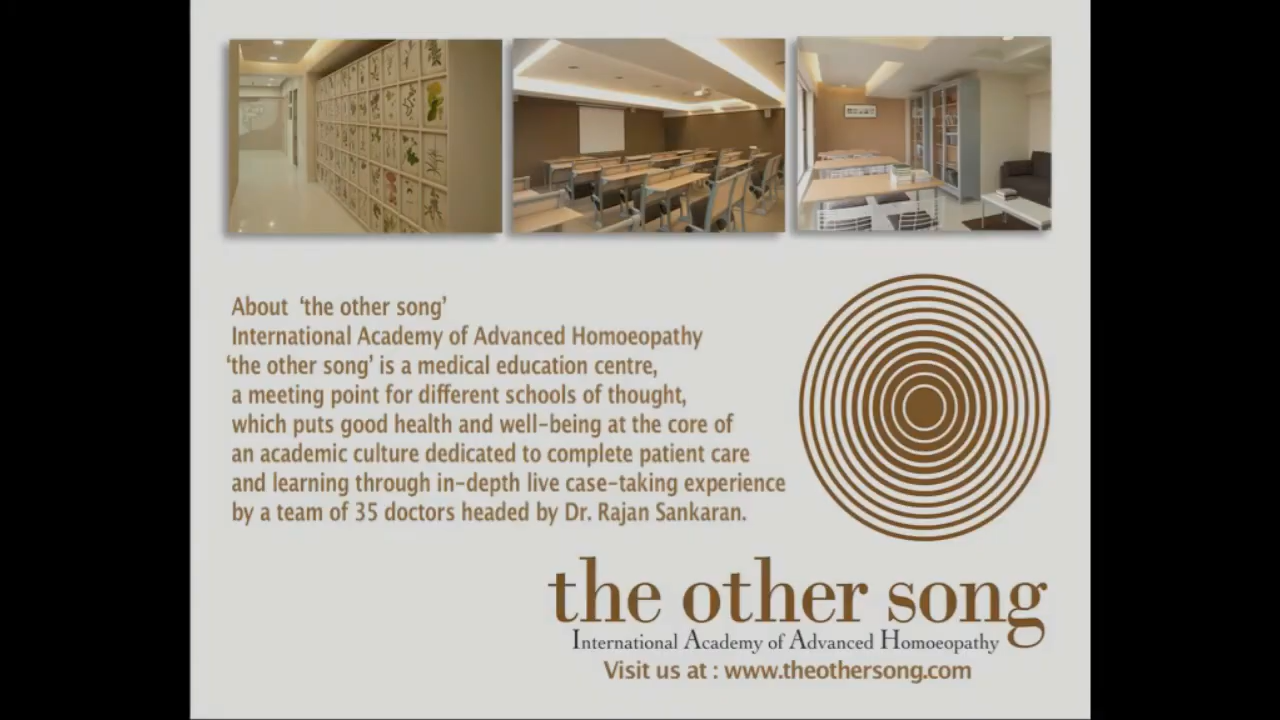 About 'the other song'
International Academy of Advanced Homoeopathy
'the other song' is a medical education centre,
a meeting point for different schools of thought,
which puts good health and well-being at the core of
an academic culture dedicated to complete patient care
and learning through in-depth live case-taking experience
by a team of 35 doctors headed by Dr. Rajan Sankaran.
the other song
International Academy of Advanced Homoeopathy
Visit us at : www.theothersong.com